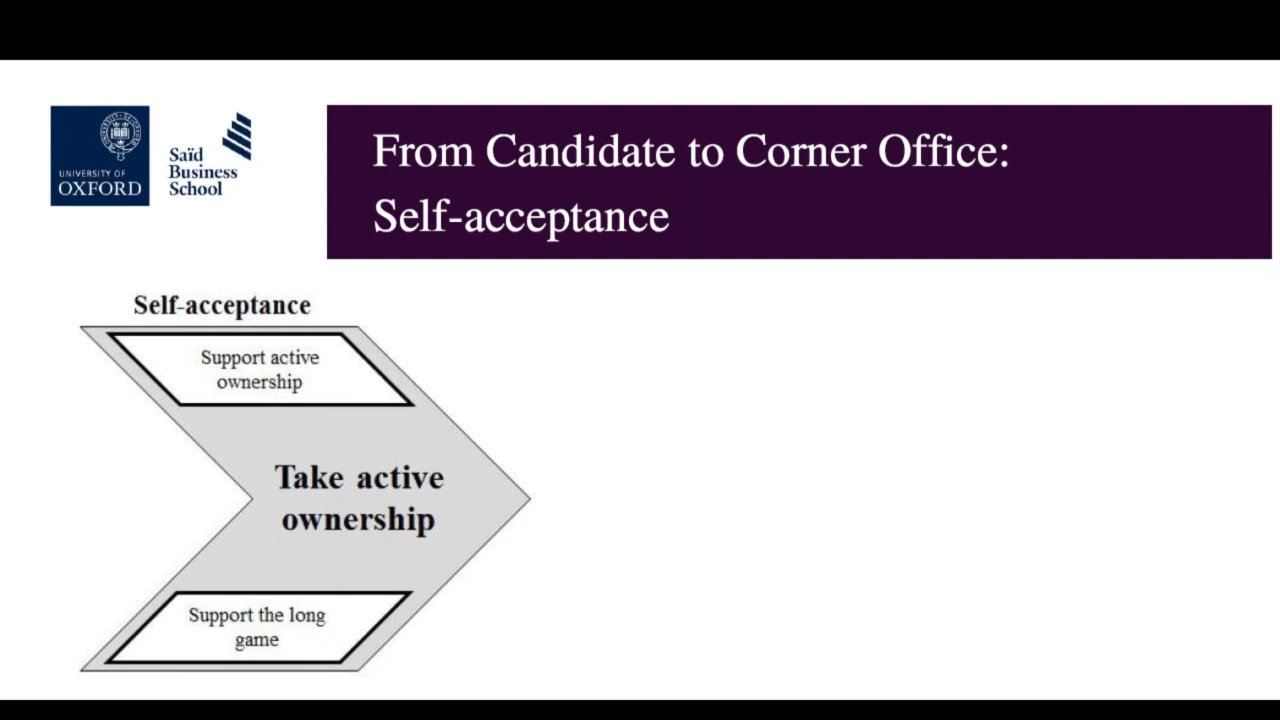 UNIVERSITY OF
OXFORD
Saïd
Business
School
From Candidate to Corner Office:
Self-acceptance
Self-acceptance
Support active
ownership
Take active
ownership
Support the long
game